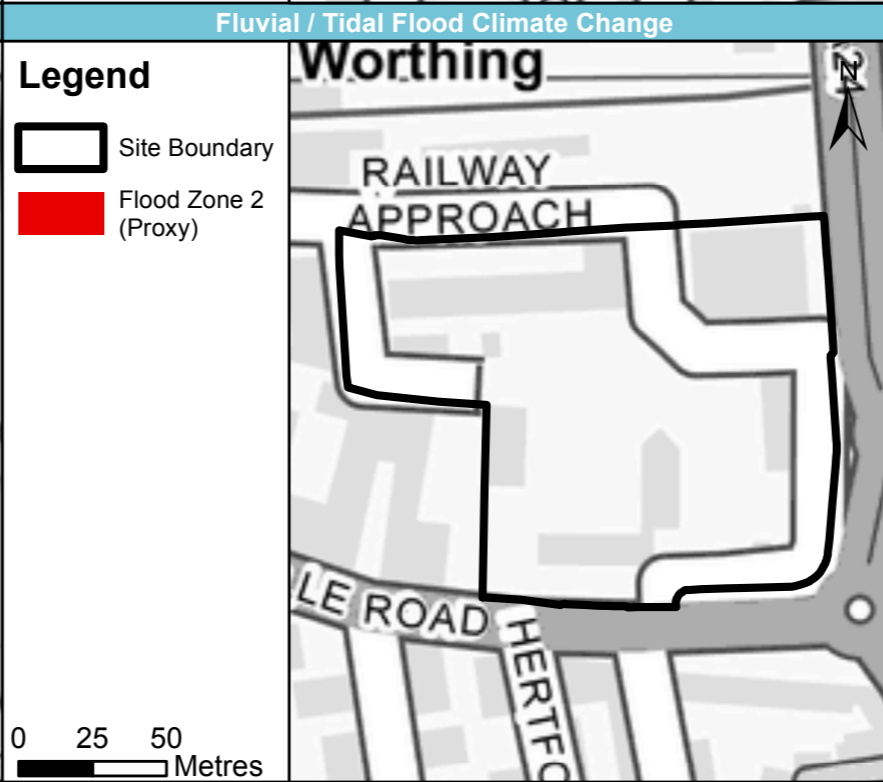 Fluvial / Tidal Flood Climate Change
Legend
Site Boundary
Flood Zone 2
(Proxy)
0 25 50
Metres
Worthing
N
RAILWAY
APPROACH
LE ROAD
HERTFO